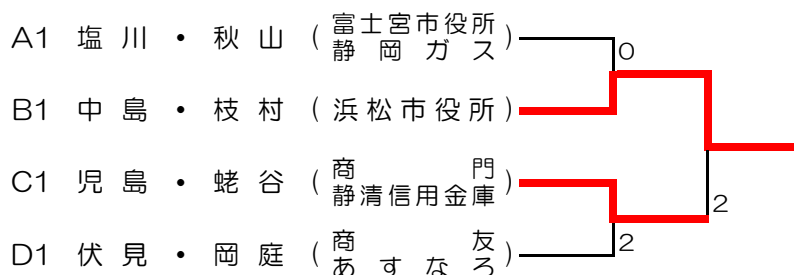 A1 塩川・秋山 (富士宮市役所
静岡ガス)
0
B1 中島・枝村 (浜松市役所)
C1 児島・蛯谷 (商門
静清信用金庫)
2
D1 伏見・岡庭 (商友
あすなろ)
2